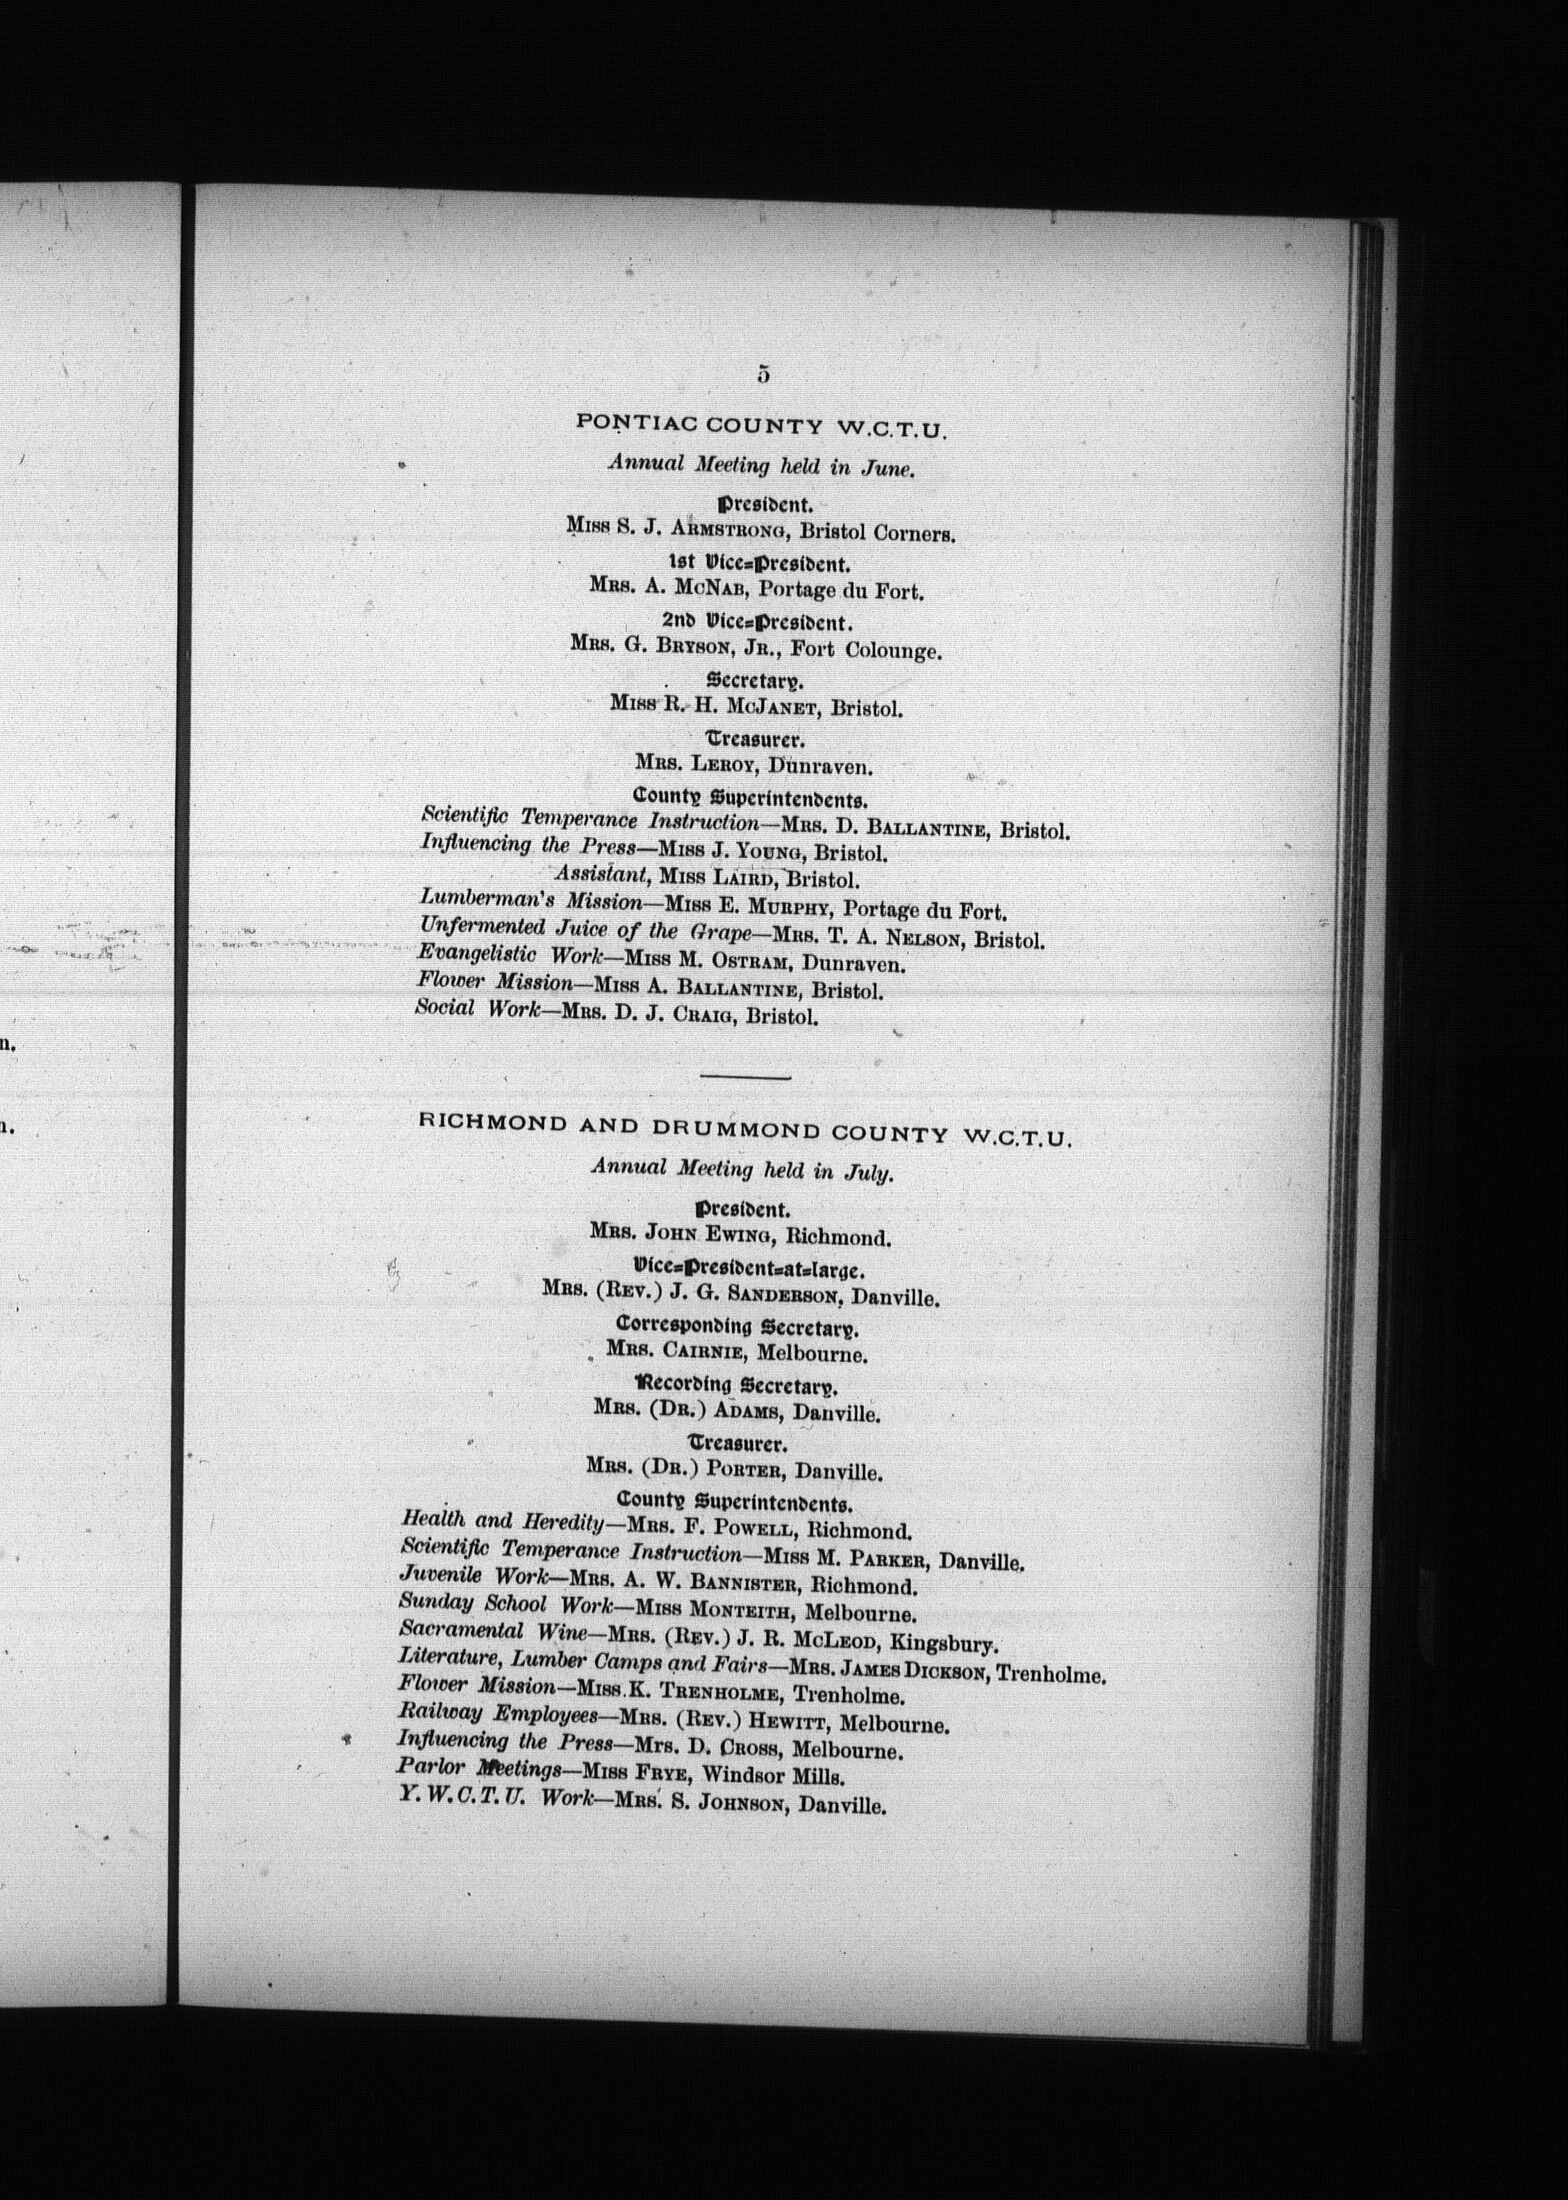 5
PONTIAC COUNTY W.C.T.U.
Annual Meeting held in June.
President.
MISS S. J. ARMSTRONG, Bristol Corners.
1st Vice=President.
MRS. A. MCNAB, Portage du Fort.
2nd Vice=President.
MRS. G. BRYSON, JR., Fort Colounge.
Secretary.
MISS R. H. MCJANET, Bristol.
Treasurer.
MRS. LEROY, Dunraven.
County Superintendents.
Scientific Temperance Instruction—MRS. D. BALLANTINE, Bristol.
Influencing the Press—MISS J. YOUNG, Bristol.
Assistant, MISS LAIRD, Bristol.
Lumberman's Mission—MISS E. MURPHY, Portage du Fort.
Unfermented Juice of the Grape—MRS. T. A. NELSON, Bristol.
Evangelistic Work—MISS M. OSTRAM, Dunraven.
Flower Mission—MISS A. BALLANTINE, Bristol.
Social Work—MRS. D. J. CRAIG, Bristol.
RICHMOND AND DRUMMOND COUNTY W.C.T.U.
Annual Meeting held in July.
President.
MRS. JOHN EWING, Richmond.
Vice=President=at=large.
MRS. (REV.) J. G. SANDERSON, Danville.
Corresponding Secretary.
MRS. CAIRNIE, Melbourne.
Recording Secretary.
MRS. (DR.) ADAMS, Danville.
Treasurer.
MRS. (DR.) PORTER, Danville.
County Superintendents.
Health and Heredity—MRS. F. POWELL, Richmond.
Scientific Temperance Instruction—MISS M. PARKER, Danville.
Juvenile Work—MRS. A. W. BANNISTER, Richmond.
Sunday School Work—MISS MONTEITH, Melbourne.
Sacramental Wine—MRS. (REV.) J. R. MCLEOD, Kingsbury.
Literature, Lumber Camps and Fairs—MRS. JAMES DICKSON, Trenholme.
Flower Mission—MISS K. TRENHOLME, Trenholme.
Railway Employees—MRS. (REV.) HEWITT, Melbourne.
Influencing the Press—Mrs. D. CROSS, Melbourne.
Parlor Meetings—MISS FRYE, Windsor Mills.
Y. W. C. T. U. Work—MRS. S. JOHNSON, Danville.